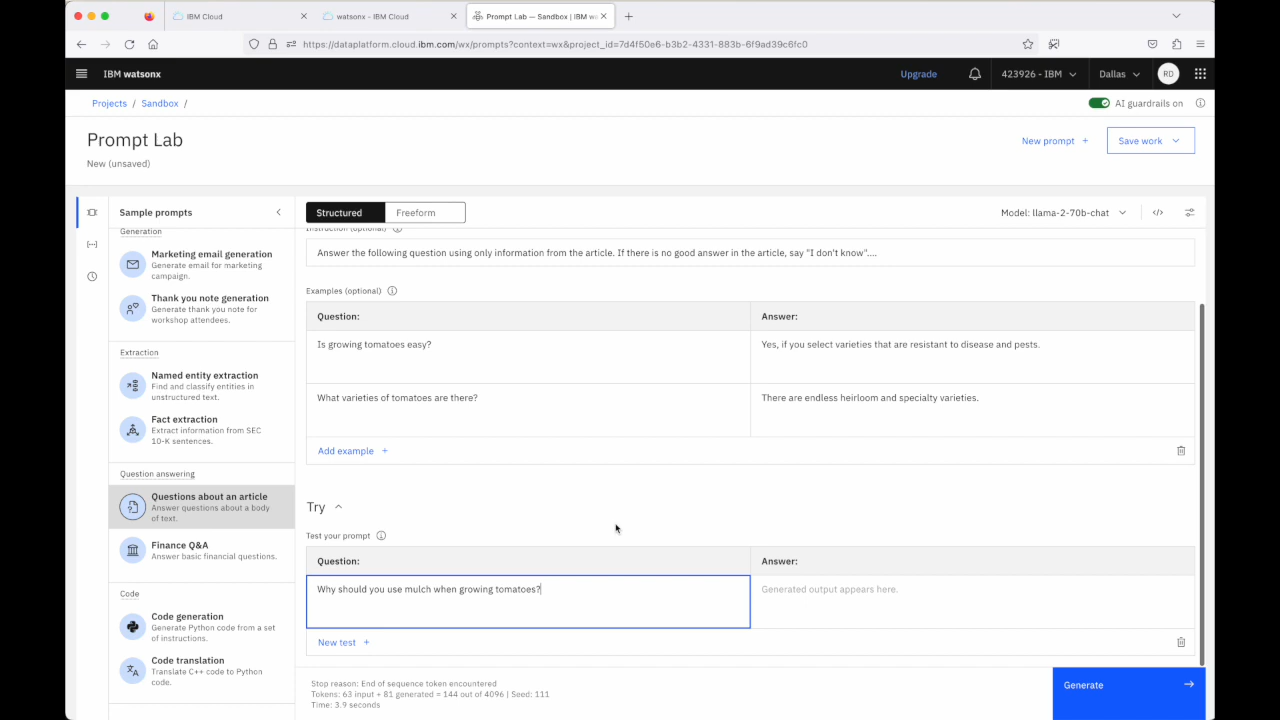 IBM Cloud
watsonx - IBM Cloud
Prompt Lab — Sandbox | IBM wa
https://dataplatform.cloud.ibm.com/wx/prompts?context=wx&project_id=7d4f50e6-b3b2-4331-883b-6f9ad39c6fc0
IBM watsonx
Upgrade
423926 - IBM
Dallas
RD
Projects / Sandbox /
AI guardrails on
Prompt Lab
New (unsaved)
New prompt +
Save work
Sample prompts
Structured
Freeform
Model: llama-2-70b-chat
Generation
Marketing email generation
Generate email for marketing
campaign.
Thank you note generation
Generate thank you note for
workshop attendees.
Extraction
Named entity extraction
Find and classify entities in
unstructured text.
Fact extraction
Extract information from SEC
10-K sentences.
Question answering
Questions about an article
Answer questions about a body
of text.
Finance Q&A
Answer basic financial questions.
Code
Code generation
Generate Python code from a set
of instructions.
Code translation
Translate C++ code to Python
code.
Instruction (optional)
Answer the following question using only information from the article. If there is no good answer in the article, say "I don't know"....
Examples (optional)
Question:
Answer:
Is growing tomatoes easy?
Yes, if you select varieties that are resistant to disease and pests.
What varieties of tomatoes are there?
There are endless heirloom and specialty varieties.
Add example +
Try
Test your prompt
Question:
Answer:
Why should you use mulch when growing tomatoes?
Generated output appears here.
New test +
Stop reason: End of sequence token encountered
Tokens: 63 input + 81 generated = 144 out of 4096 | Seed: 111
Time: 3.9 seconds
Generate